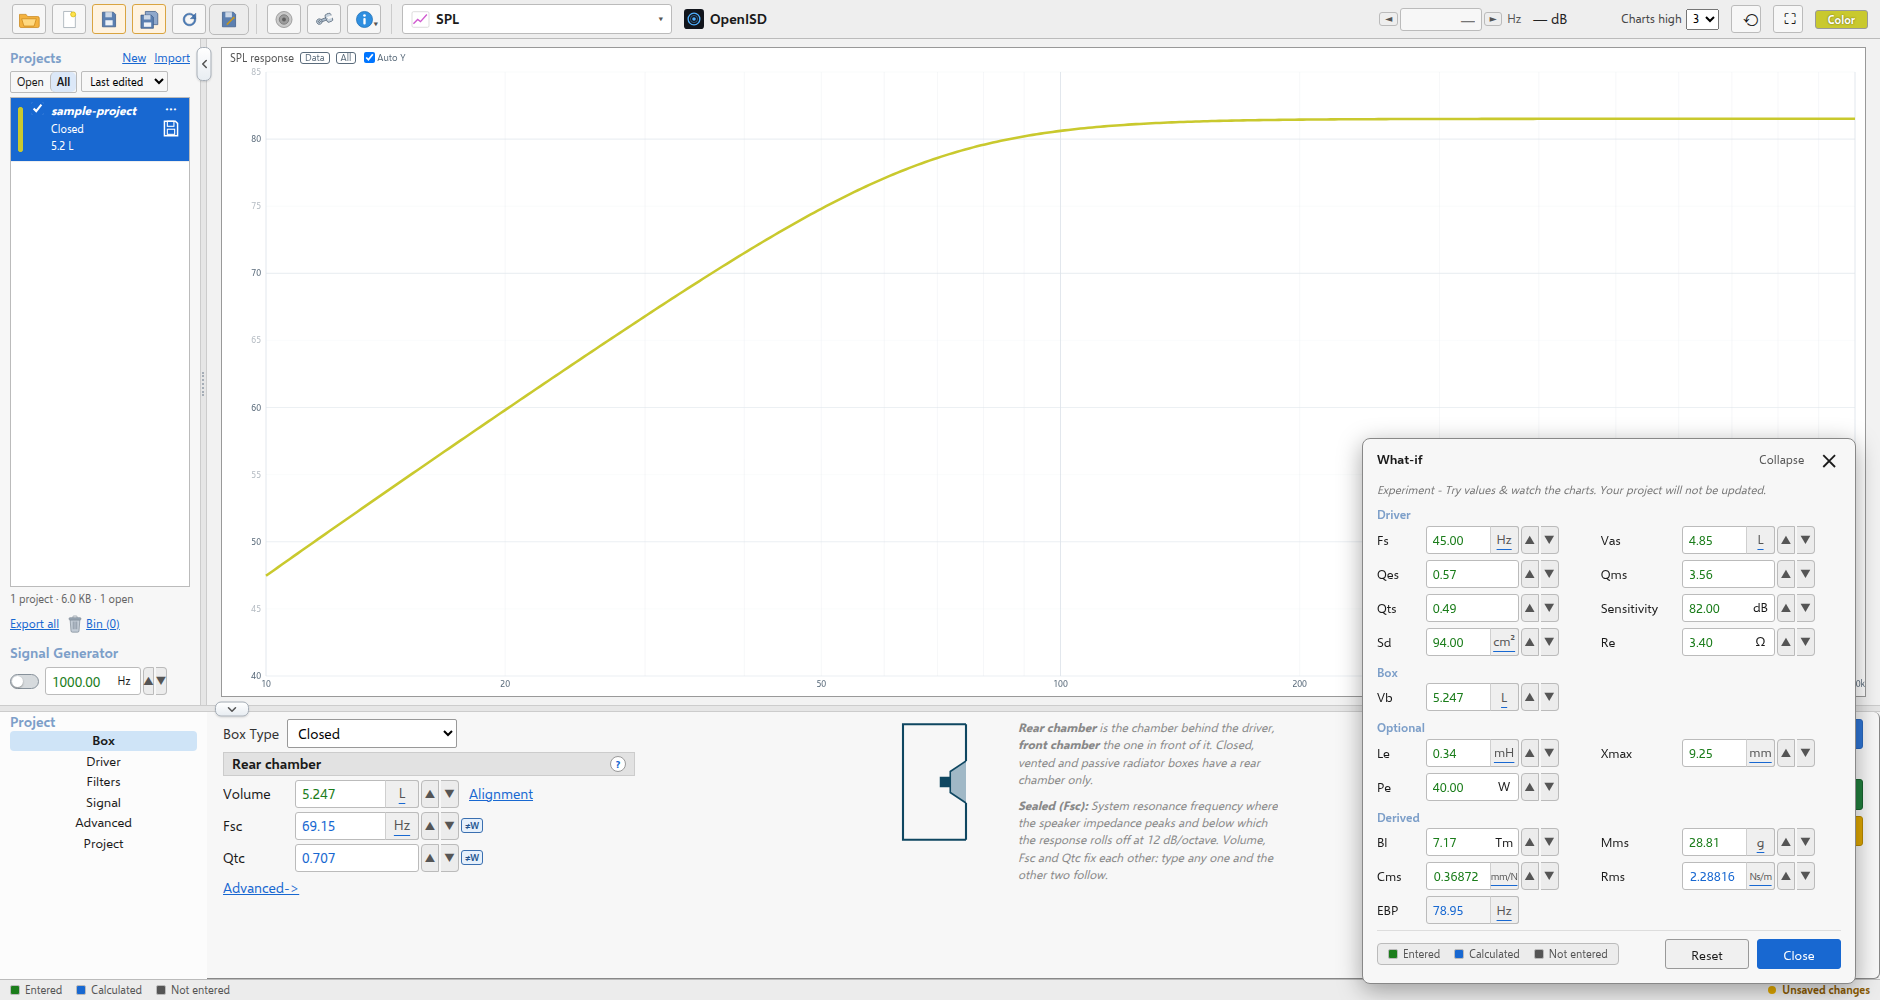 SPL
OpenISD
— Hz — dB
Charts high 3
Color
Projects New Import
Open All Last edited
sample-project ...
Closed
5.2 L
1 project · 6.0 KB · 1 open
Export all Bin (0)
Signal Generator
1000.00 Hz
SPL response Data All Auto Y
85
80
75
70
65
60
55
50
45
40
10 20 50 100 200 0k
Project
Box
Driver
Filters
Signal
Advanced
Project
Box Type Closed
Rear chamber ?
Volume 5.247 L Alignment
Fsc 69.15 Hz ≠W
Qtc 0.707 ≠W
Advanced->
Rear chamber is the chamber behind the driver,
front chamber the one in front of it. Closed,
vented and passive radiator boxes have a rear
chamber only.
Sealed (Fsc): System resonance frequency where
the speaker impedance peaks and below which
the response rolls off at 12 dB/octave. Volume,
Fsc and Qtc fix each other: type any one and the
other two follow.
What-if Collapse
Experiment - Try values & watch the charts. Your project will not be updated.
Driver
Fs 45.00 Hz Vas 4.85 L
Qes 0.57 Qms 3.56
Qts 0.49 Sensitivity 82.00 dB
Sd 94.00 cm² Re 3.40 Ω
Box
Vb 5.247 L
Optional
Le 0.34 mH Xmax 9.25 mm
Pe 40.00 W
Derived
Bl 7.17 Tm Mms 28.81 g
Cms 0.36872 mm/N Rms 2.28816 Ns/m
EBP 78.95 Hz
Entered Calculated Not entered Reset Close
Entered Calculated Not entered
Unsaved changes